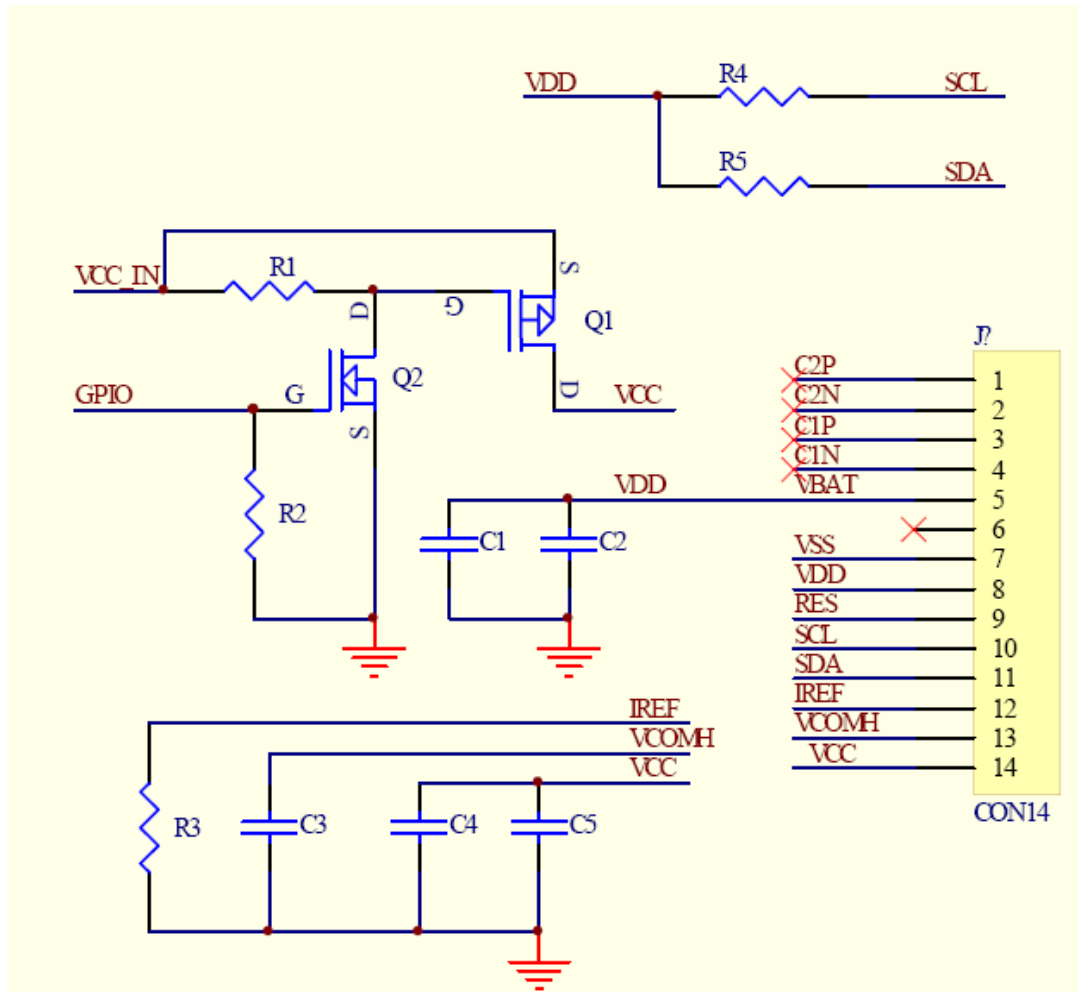 VDD R4 SCL
R5 SDA
VCC_IN R1 D G S Q1
D VCC
GPIO G Q2
S
R2
VDD VBAT
C1 C2
J?
C2P 1
C2N 2
C1P 3
C1N 4
5
6
VSS 7
VDD 8
RES 9
SCL 10
SDA 11
IREF 12
VCOMH 13
VCC 14
CON14
IREF
VCOMH
VCC
R3 C3 C4 C5